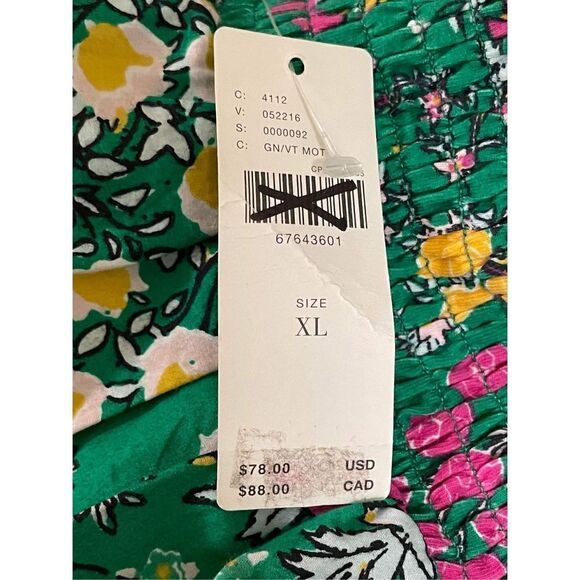 C: 4112
V: 052216
S: 0000092
C: GN/VT MOT
67643601
SIZE
XL
$78.00 USD
$88.00 CAD